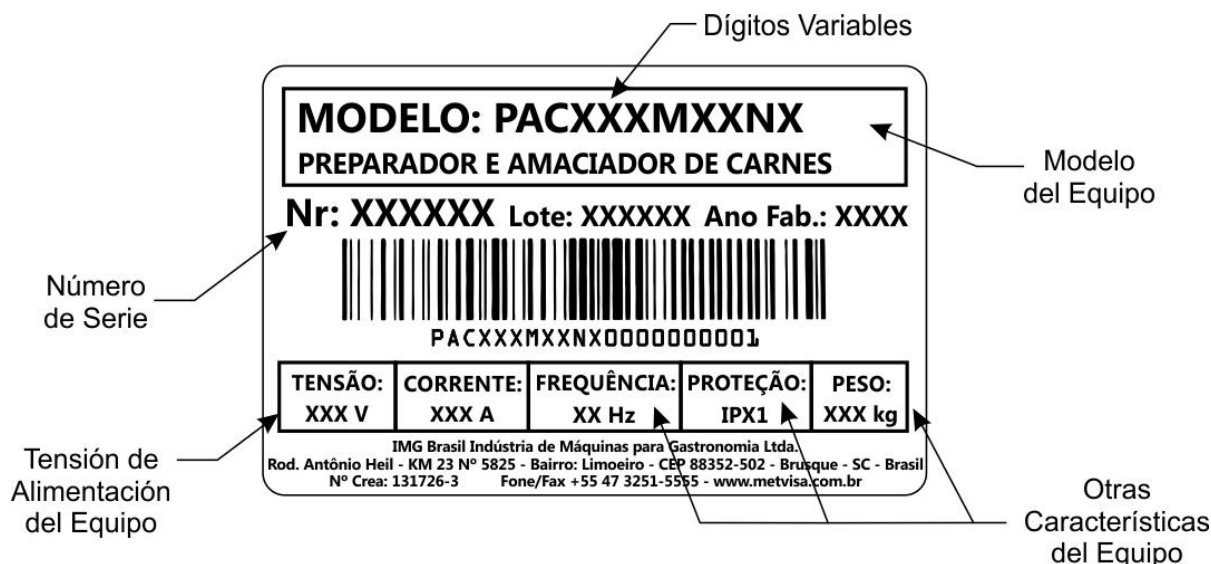 Dígitos Variables
MODELO: PACXXXMXXNX
PREPARADOR E AMACIADOR DE CARNES
Modelo
del Equipo
Nr: XXXXXX Lote: XXXXXX Ano Fab.: XXXX
Número
de Serie
PACXXXMXXNX0000000001
TENSÃO: CORRENTE: FREQUÊNCIA: PROTEÇÃO: PESO:
XXX V XXX A XX Hz IPX1 XXX kg
IMG Brasil Indústria de Máquinas para Gastronomia Ltda.
Rod. Antônio Heil - KM 23 Nº 5825 - Bairro: Limoeiro - CEP 88352-502 - Brusque - SC - Brasil
Nº Crea: 131726-3 Fone/Fax +55 47 3251-5555 - www.metvisa.com.br
Tensión de
Alimentación
del Equipo
Otras
Características
del Equipo